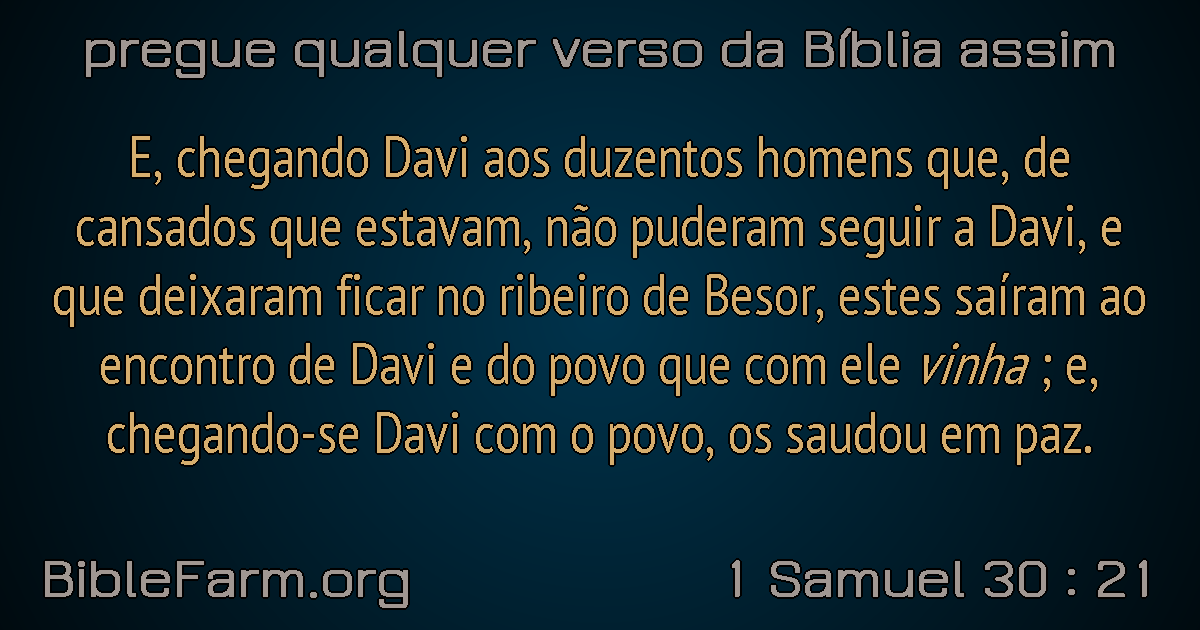 pregue qualquer verso da Bíblia assim
E, chegando Davi aos duzentos homens que, de
cansados que estavam, não puderam seguir a Davi, e
que deixaram ficar no ribeiro de Besor, estes saíram ao
encontro de Davi e do povo que com ele vinha ; e,
chegando-se Davi com o povo, os saudou em paz.
BibleFarm.org
1 Samuel 30 : 21